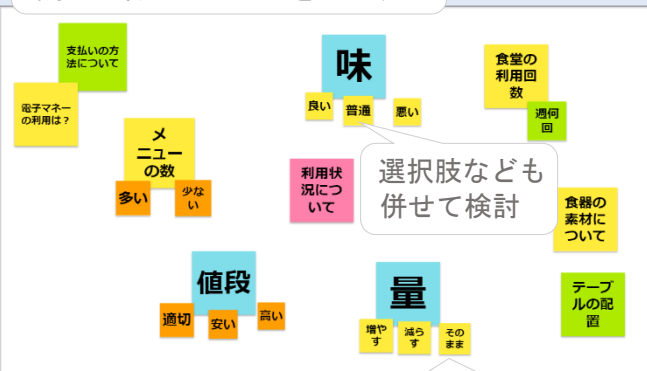 支払いの方
法について
電子マネー
の利用は？
メ
ニュー
の数
多い
少な
い
味
良い
普通
悪い
選択肢なども
併せて検討
利用状
況につ
いて
食堂の
利用回
数
週何
回
食器の
素材に
ついて
テーブ
ルの配
置
値段
適切
安い
高い
量
増や
す
減ら
す
その
まま